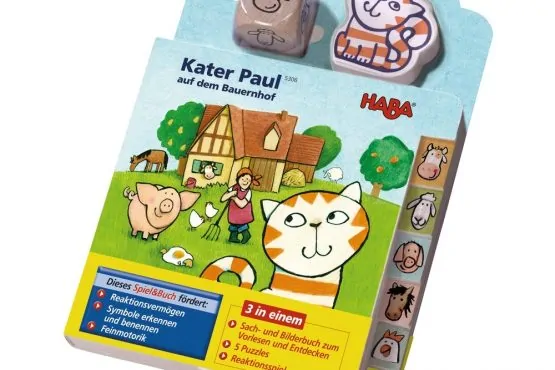 Kater Paul
5306
auf dem Bauernhof
HABA
Dieses Spiel&Buch fördert:
Reaktionsvermögen
Symbole erkennen
und benennen
Feinmotorik
3 in einem
Sach- und Bilderbuch zum
Vorlesen und Entdecken
5 Puzzles
Reaktionsspiel